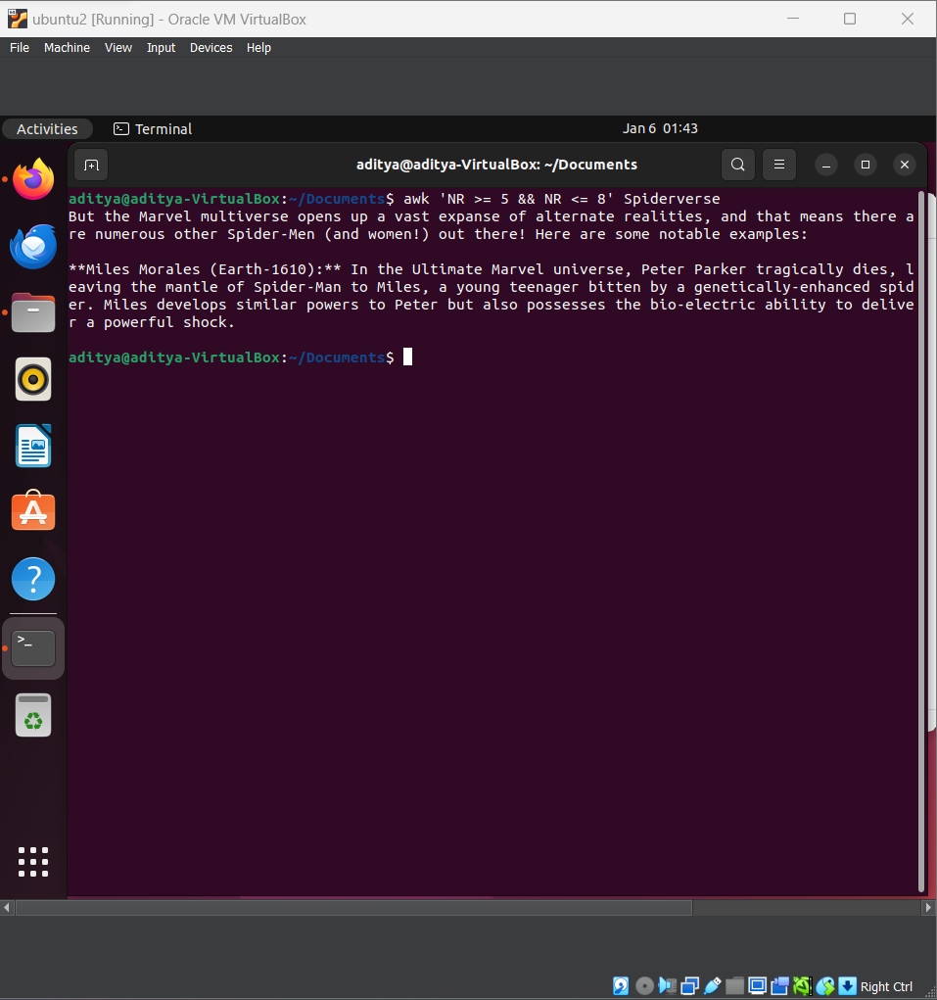 ubuntu2 [Running] - Oracle VM VirtualBox
File Machine View Input Devices Help
Activities Terminal Jan 6 01:43
aditya@aditya-VirtualBox: ~/Documents
aditya@aditya-VirtualBox:~/Documents$ awk 'NR >= 5 && NR <= 8' Spiderverse
But the Marvel multiverse opens up a vast expanse of alternate realities, and that means there a
re numerous other Spider-Men (and women!) out there! Here are some notable examples:
**Miles Morales (Earth-1610):** In the Ultimate Marvel universe, Peter Parker tragically dies, l
eaving the mantle of Spider-Man to Miles, a young teenager bitten by a genetically-enhanced spid
er. Miles develops similar powers to Peter but also possesses the bio-electric ability to delive
r a powerful shock.
aditya@aditya-VirtualBox:~/Documents$
Right Ctrl